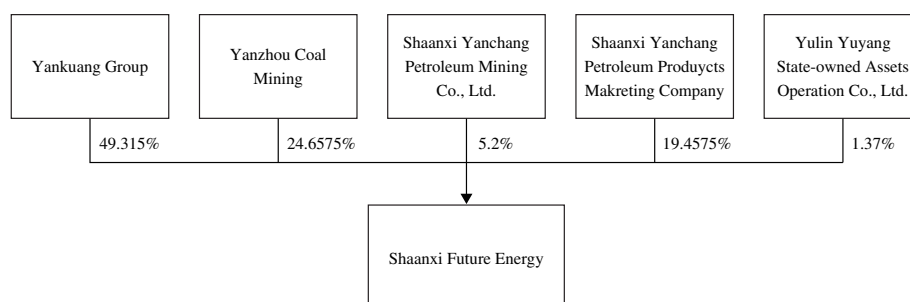 Yankuang Group
Yanzhou Coal
Mining
Shaanxi Yanchang
Petroleum Mining
Co., Ltd.
Shaanxi Yanchang
Petroleum Produycts
Makreting Company
Yulin Yuyang
State-owned Assets
Operation Co., Ltd.
49.315%
24.6575%
5.2%
19.4575%
1.37%
Shaanxi Future Energy